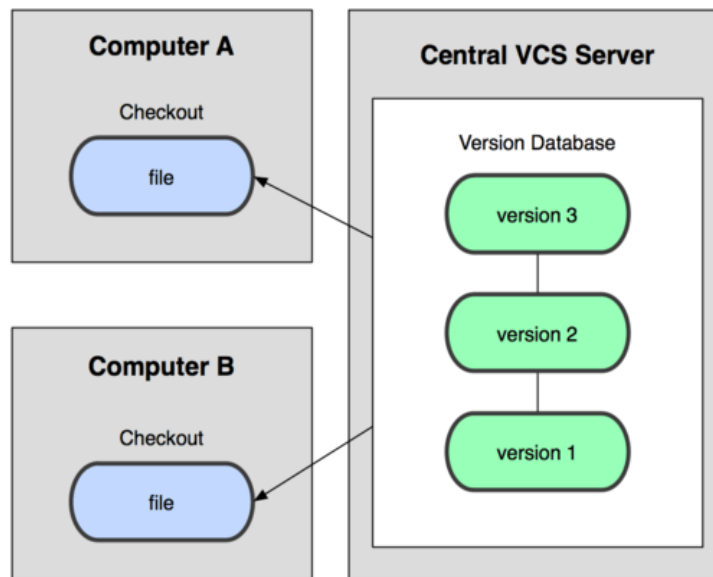 Computer A
Checkout
file
Computer B
Checkout
file
Central VCS Server
Version Database
version 3
version 2
version 1